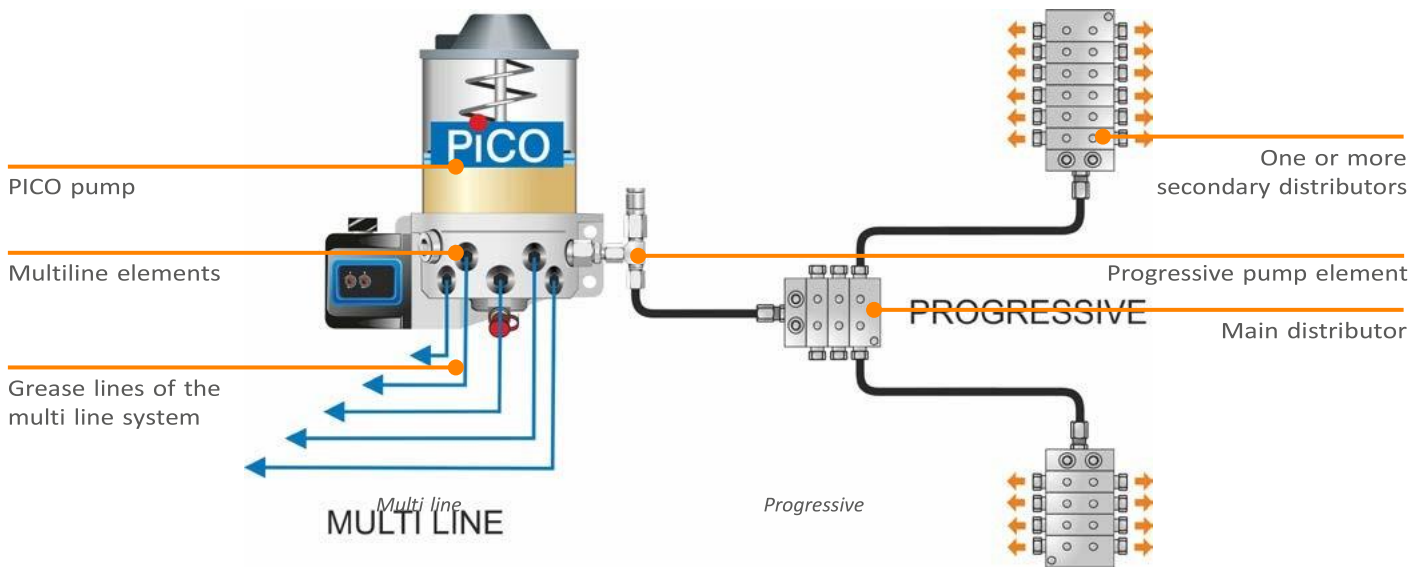 PiCO
PICO pump
Multiline elements
Grease lines of the
multi line system
One or more
secondary distributors
Progressive pump element
PROGRESSIVE
Main distributor
Multi line
MULTI LINE
Progressive